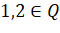 1,2 ∈ Q